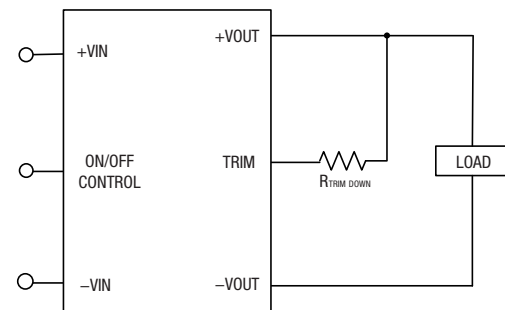 +VIN
+VOUT
ON/OFF
CONTROL
TRIM
RTRIM DOWN
LOAD
–VIN
–VOUT